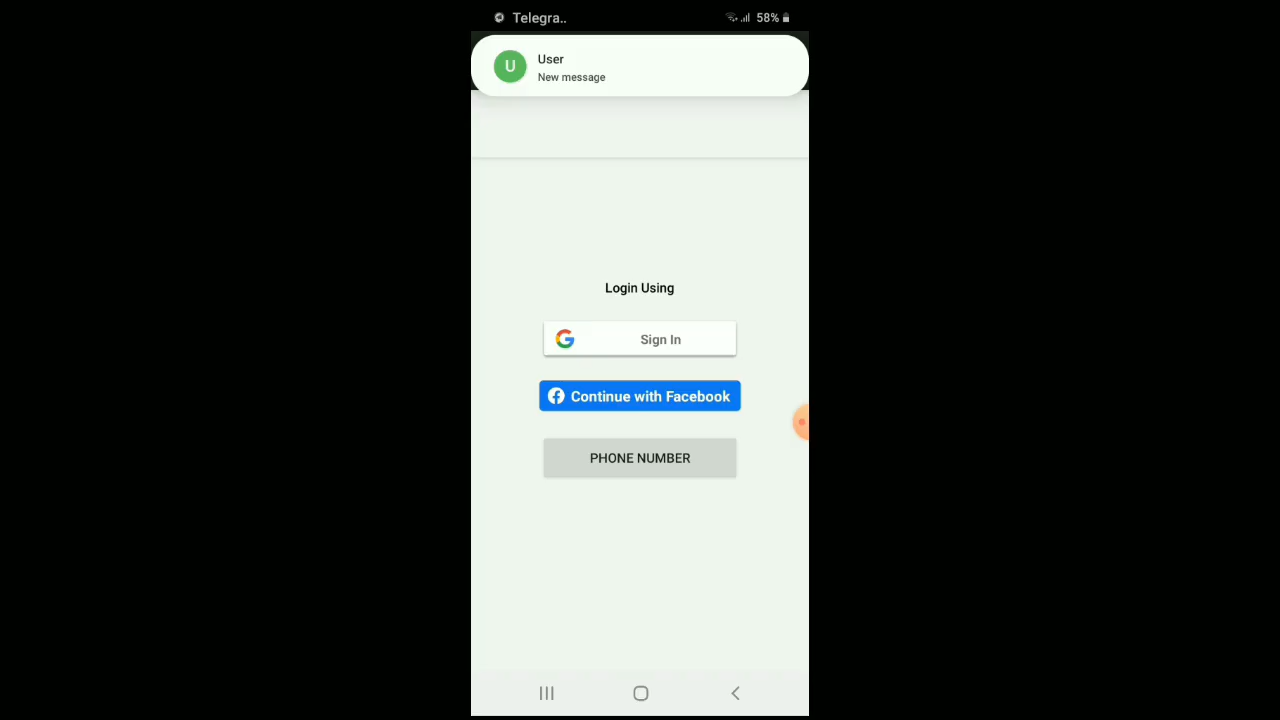 Telegra..
58%
U
User
New message
Login Using
G
Sign In
Continue with Facebook
PHONE NUMBER